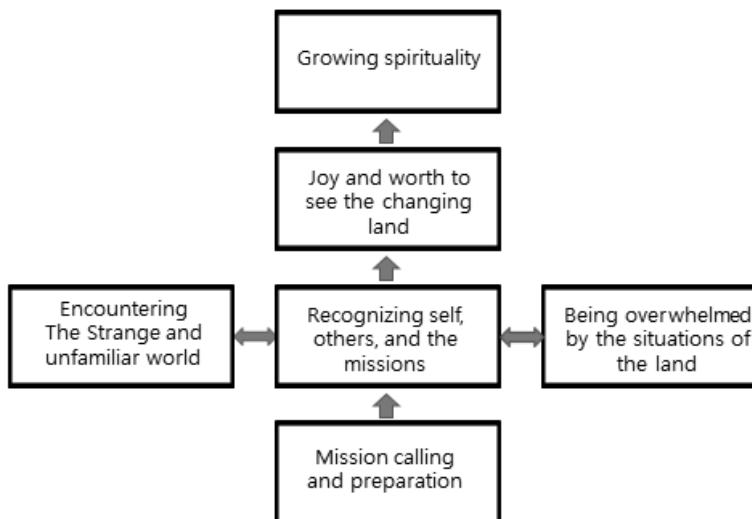 Growing spirituality
Joy and worth to
see the changing
land
Encountering
The Strange and
unfamiliar world
Recognizing self,
others, and the
missions
Being overwhelmed
by the situations of
the land
Mission calling
and preparation